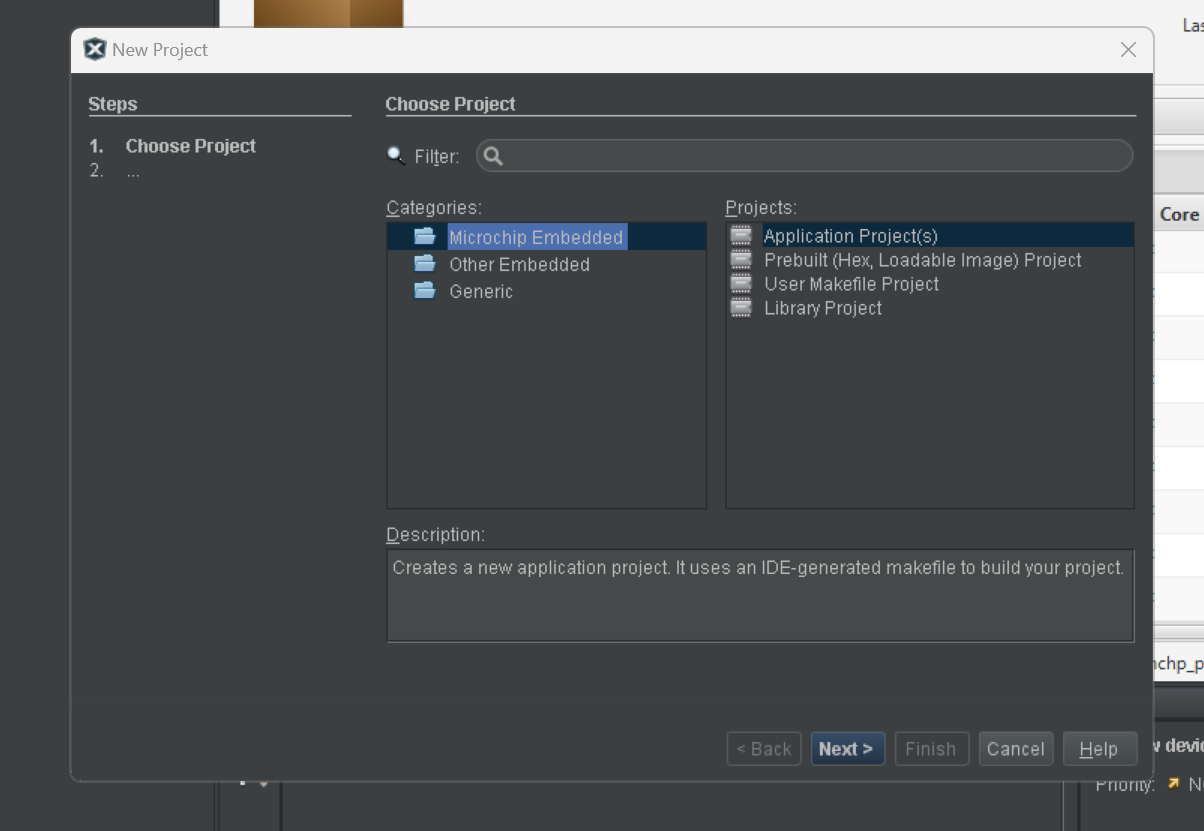 Las
New Project
Steps
1. Choose Project
2. ...
Choose Project
Filter:
Categories:
Microchip Embedded
Other Embedded
Generic
Projects:
Application Project(s)
Prebuilt (Hex, Loadable Image) Project
User Makefile Project
Library Project
Description:
Creates a new application project. It uses an IDE-generated makefile to build your project.
< Back
Next >
Finish
Cancel
Help
Core
chp_p
devic
Priority: